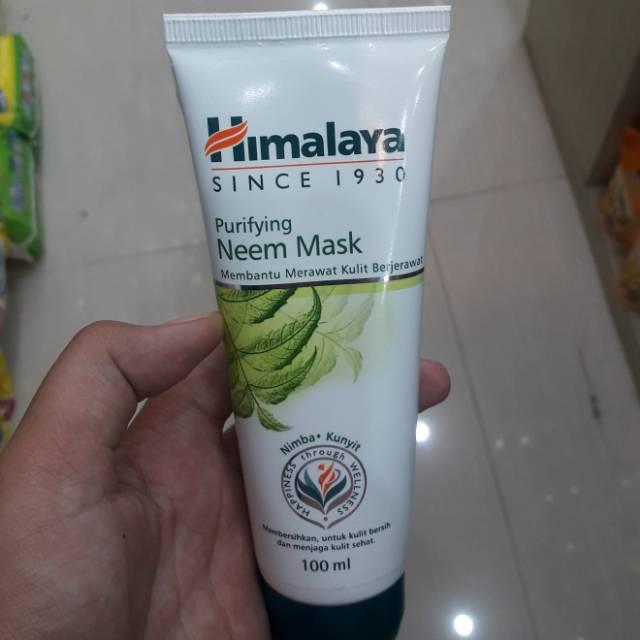 Himalaya
SINCE 1930
Purifying
Neem Mask
Membantu Merawat Kulit Berjerawat
Nimba • Kunyit
HAPPINESS through WELLNESS
Membersihkan, untuk kulit bersih
dan menjaga kulit sehat.
100 ml